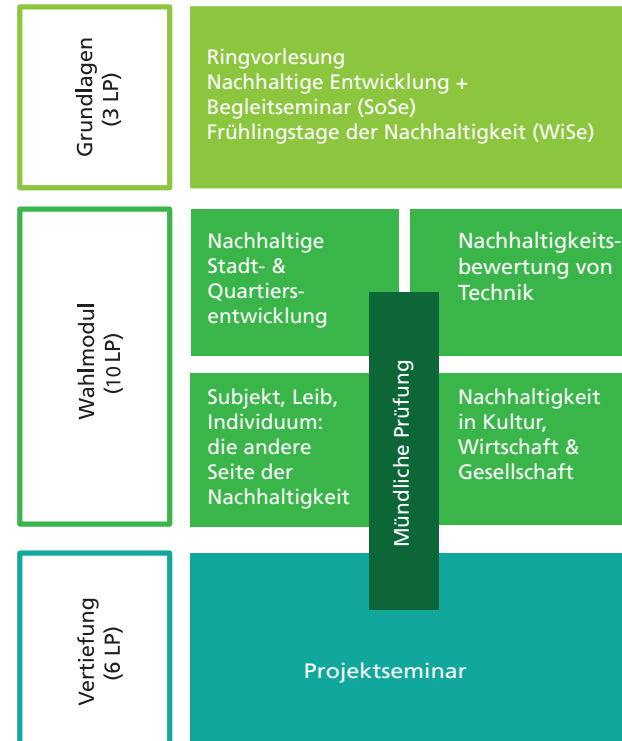 Grundlagen
(3 LP)
Ringvorlesung
Nachhaltige Entwicklung +
Begleitseminar (SoSe)
Frühlingstage der Nachhaltigkeit (WiSe)
Wahlmodul
(10 LP)
Nachhaltige
Stadt- &
Quartiers-
entwicklung
Nachhaltigkeits-
bewertung von
Technik
Subjekt, Leib,
Individuum:
die andere
Seite der
Nachhaltigkeit
Mündliche Prüfung
Nachhaltigkeit
in Kultur,
Wirtschaft &
Gesellschaft
Vertiefung
(6 LP)
Projektseminar